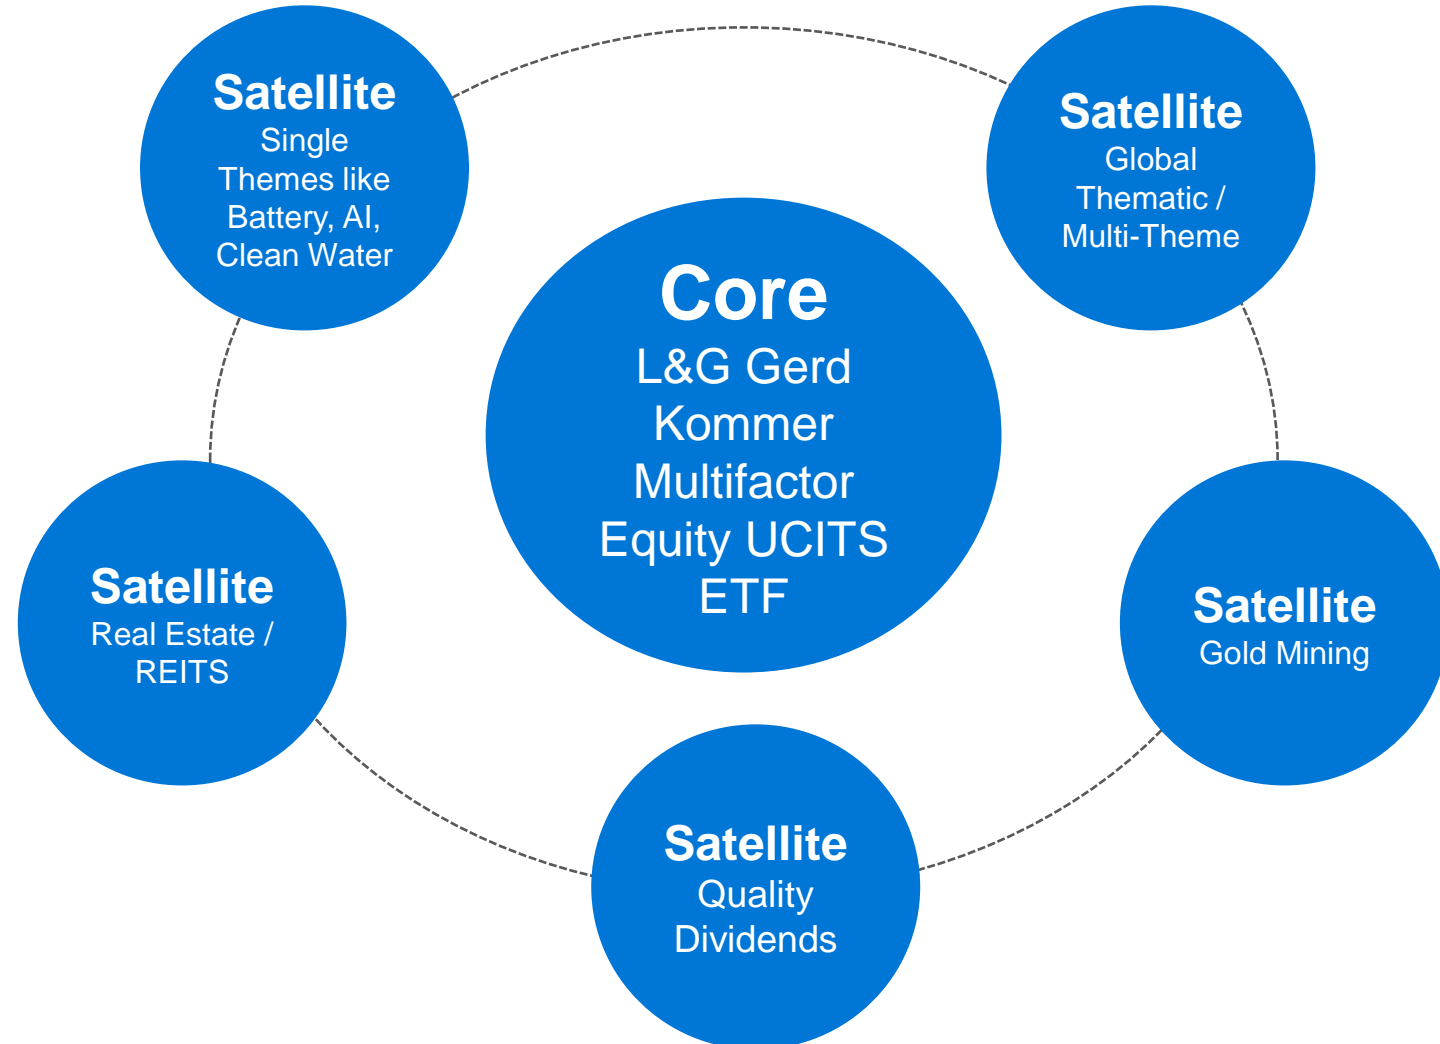 Satellite
Single
Themes like
Battery, AI,
Clean Water
Satellite
Global
Thematic /
Multi-Theme
Core
L&G Gerd
Kommer
Multifactor
Equity UCITS
ETF
Satellite
Real Estate /
REITS
Satellite
Gold Mining
Satellite
Quality
Dividends